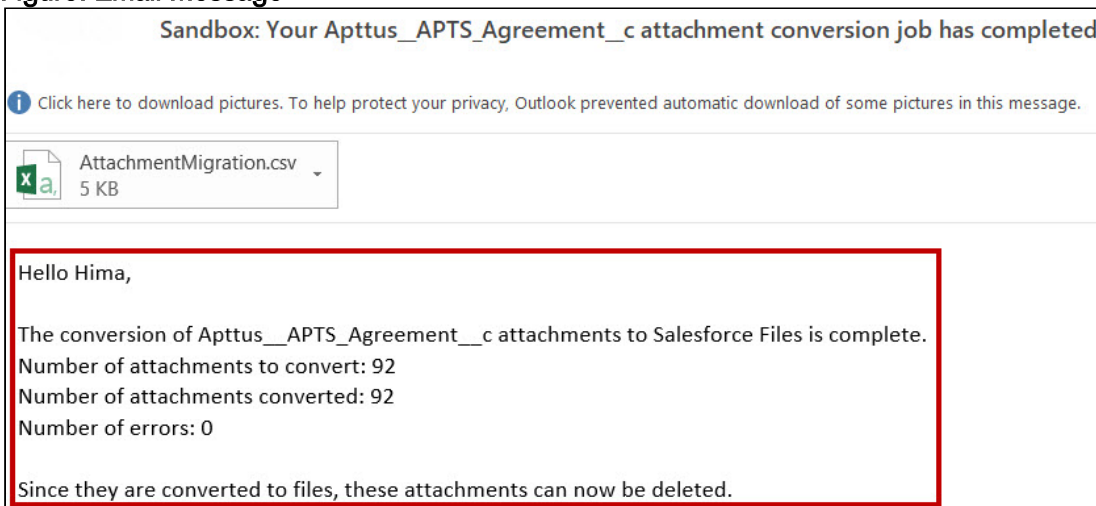 Figure: Email Message
Sandbox: Your Apttus__APTS_Agreement__c attachment conversion job has completed
Click here to download pictures. To help protect your privacy, Outlook prevented automatic download of some pictures in this message.
AttachmentMigration.csv
5 KB
Hello Hima,
The conversion of Apttus__APTS_Agreement__c attachments to Salesforce Files is complete.
Number of attachments to convert: 92
Number of attachments converted: 92
Number of errors: 0
Since they are converted to files, these attachments can now be deleted.